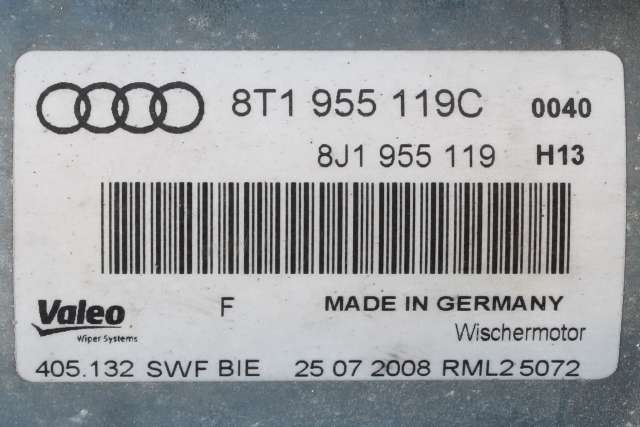 8T1 955 119C 0040
8J1 955 119 H13
Valeo F MADE IN GERMANY
Wiper Systems Wischermotor
405.132 SWF BIE 25 07 2008 RML2 5072